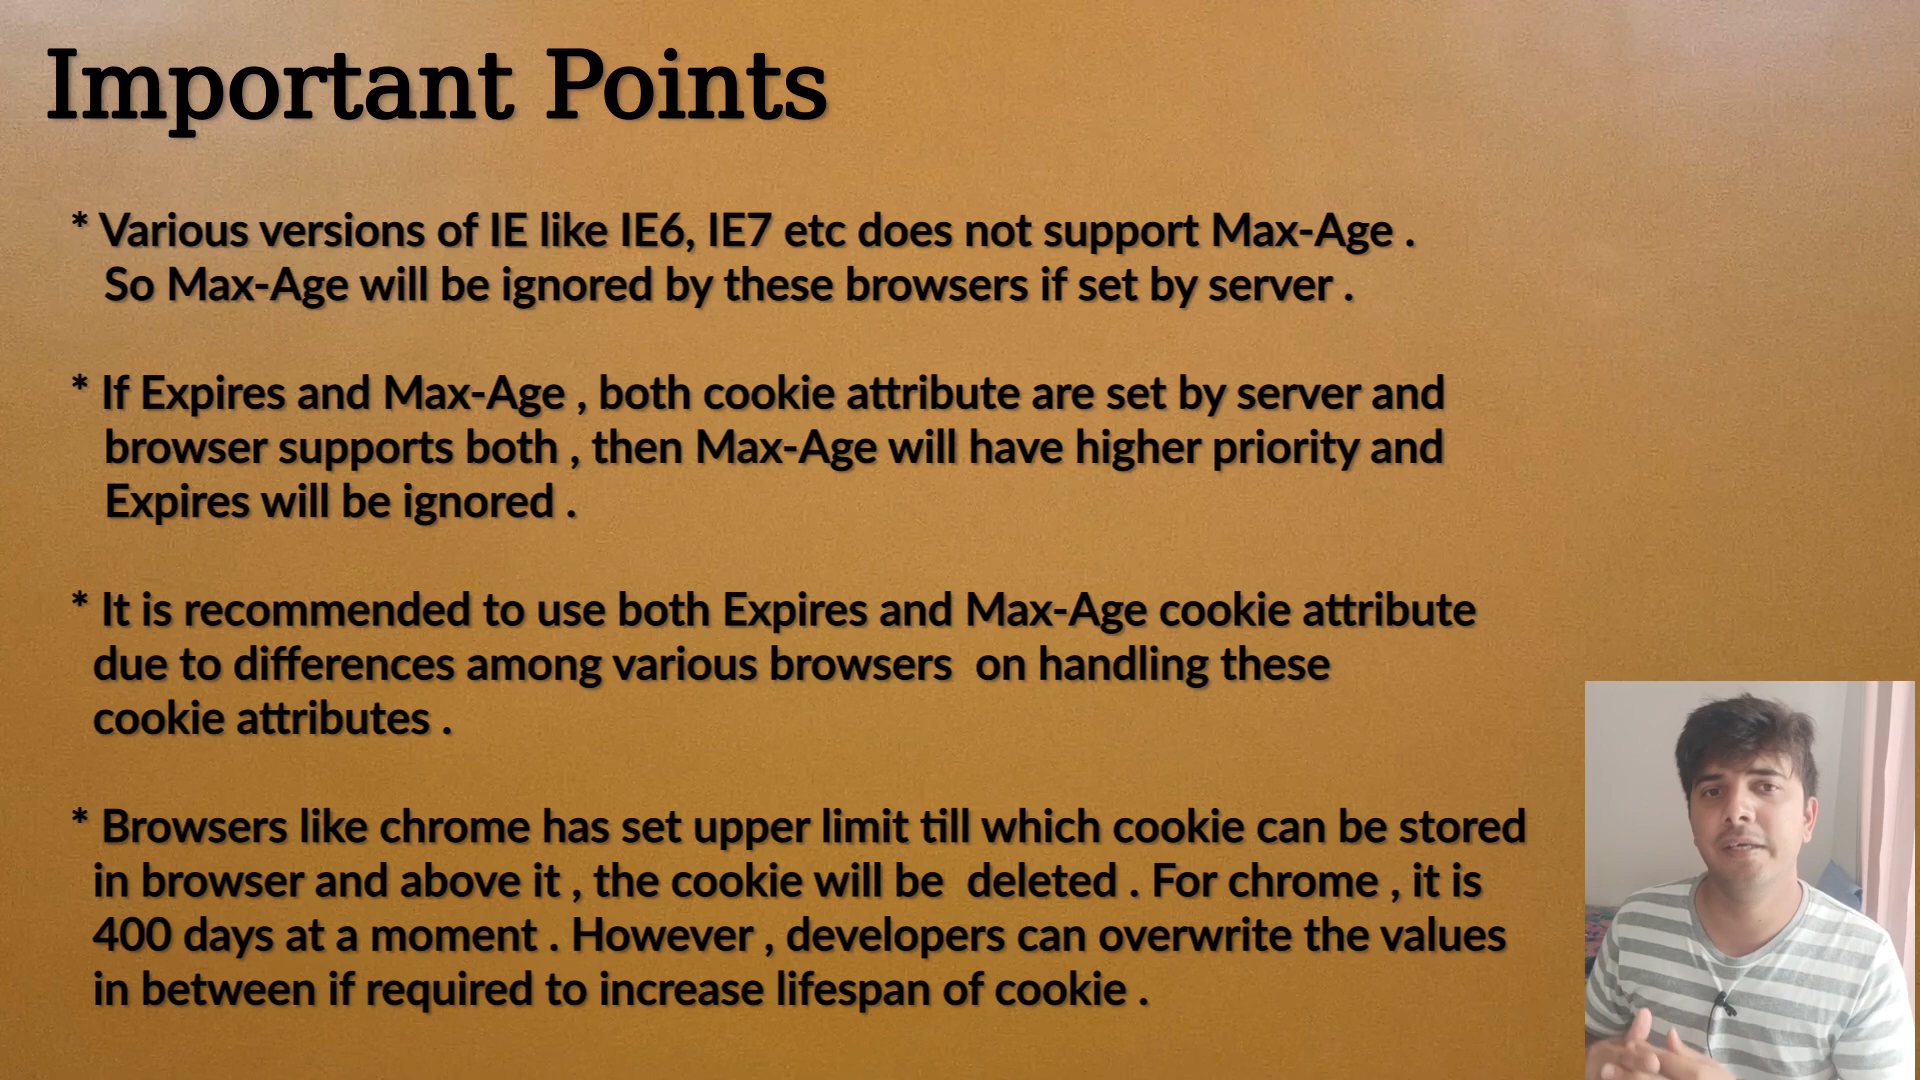 Important Points
* Various versions of IE like IE6, IE7 etc does not support Max-Age .
So Max-Age will be ignored by these browsers if set by server .
* If Expires and Max-Age , both cookie attribute are set by server and
browser supports both , then Max-Age will have higher priority and
Expires will be ignored .
* It is recommended to use both Expires and Max-Age cookie attribute
due to differences among various browsers  on handling these
cookie attributes .
* Browsers like chrome has set upper limit till which cookie can be stored
in browser and above it , the cookie will be  deleted . For chrome , it is
400 days at a moment . However , developers can overwrite the values
in between if required to increase lifespan of cookie .